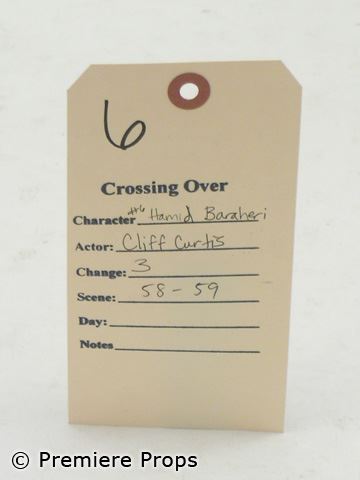 6
Crossing Over
Character #6 Hamid Baraheri
Actor: Cliff Curtis
Change: 3
Scene: 58 - 59
Day:
Notes
© Premiere Props